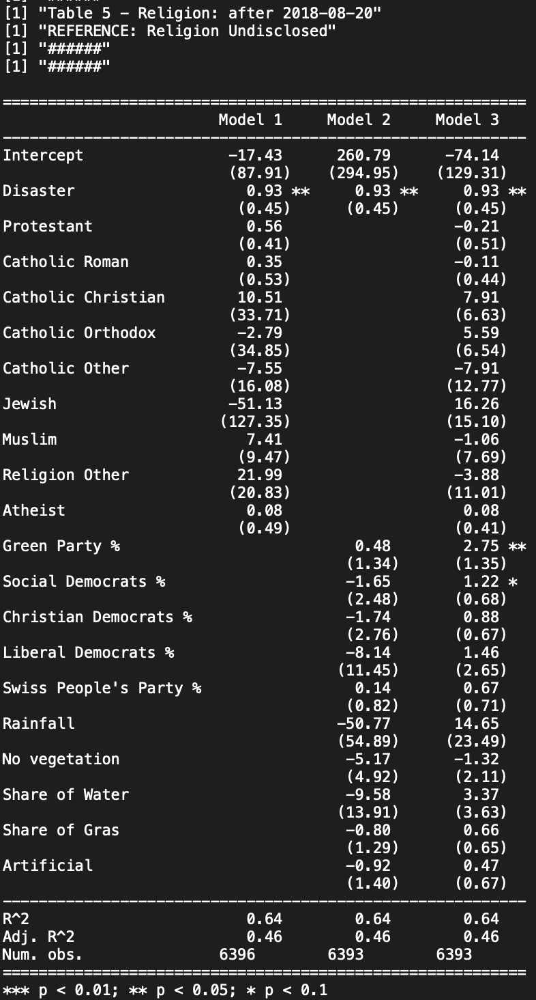 [1] "Table 5 – Religion: after 2018-08-20"
[1] "REFERENCE: Religion Undisclosed"
[1] "######"
[1] "######"
==========================================================
                        Model 1     Model 2     Model 3
----------------------------------------------------------
Intercept                -17.43      260.79      -74.14
                         (87.91)    (294.95)    (129.31)
Disaster                   0.93 **     0.93 **     0.93 **
                          (0.45)      (0.45)      (0.45)
Protestant                 0.56                   -0.21
                          (0.41)                  (0.51)
Catholic Roman             0.35                   -0.11
                          (0.53)                  (0.44)
Catholic Christian        10.51                    7.91
                         (33.71)                  (6.63)
Catholic Orthodox         -2.79                    5.59
                         (34.85)                  (6.54)
Catholic Other            -7.55                   -7.91
                         (16.08)                 (12.77)
Jewish                   -51.13                   16.26
                        (127.35)                 (15.10)
Muslim                     7.41                   -1.06
                          (9.47)                  (7.69)
Religion Other            21.99                   -3.88
                         (20.83)                 (11.01)
Atheist                    0.08                    0.08
                          (0.49)                  (0.41)
Green Party %                          0.48        2.75 **
                                      (1.34)      (1.35)
Social Democrats %                    -1.65        1.22 *
                                      (2.48)      (0.68)
Christian Democrats %                 -1.74        0.88
                                      (2.76)      (0.67)
Liberal Democrats %                   -8.14        1.46
                                     (11.45)      (2.65)
Swiss People's Party %                 0.14        0.67
                                      (0.82)      (0.71)
Rainfall                             -50.77       14.65
                                     (54.89)     (23.49)
No vegetation                         -5.17       -1.32
                                      (4.92)      (2.11)
Share of Water                        -9.58        3.37
                                     (13.91)      (3.63)
Share of Gras                         -0.80        0.66
                                      (1.29)      (0.65)
Artificial                            -0.92        0.47
                                      (1.40)      (0.67)
----------------------------------------------------------
R^2                        0.64        0.64        0.64
Adj. R^2                   0.46        0.46        0.46
Num. obs.               6396        6393        6393
==========================================================
*** p < 0.01; ** p < 0.05; * p < 0.1